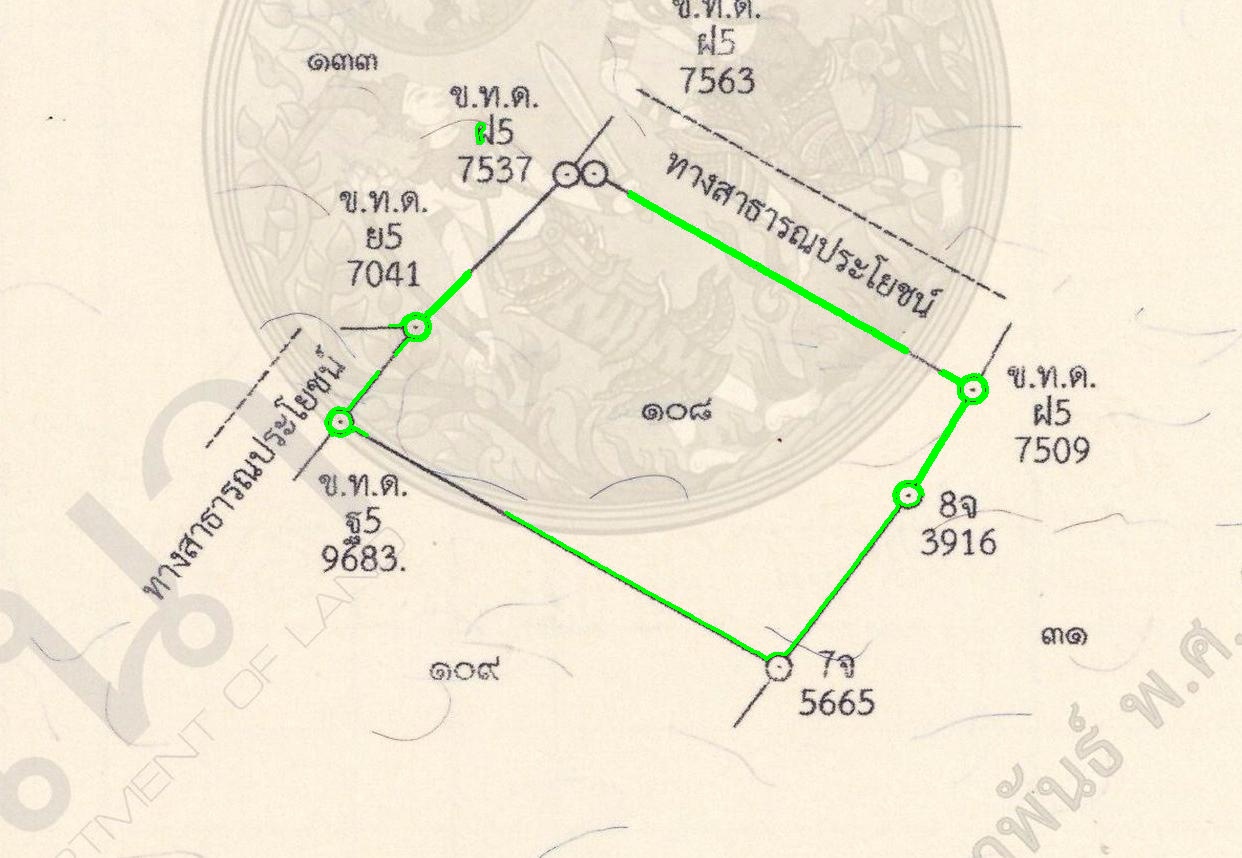 ข.ท.ด.
ฝ5
7563
๑๓๓
ข.ท.ด.
ฝ5
7537
ทางสาธารณประโยชน์
ข.ท.ด.
ย5
7041
ทางสาธารณประโยชน์
๑๐๘
ข.ท.ด.
ฝ5
7509
ข.ท.ด.
ฐ5
9683.
8จ
3916
๓๑
๑๐๙
7จ
5665
พันธ์ พ.ศ.
TMENT OF LAND